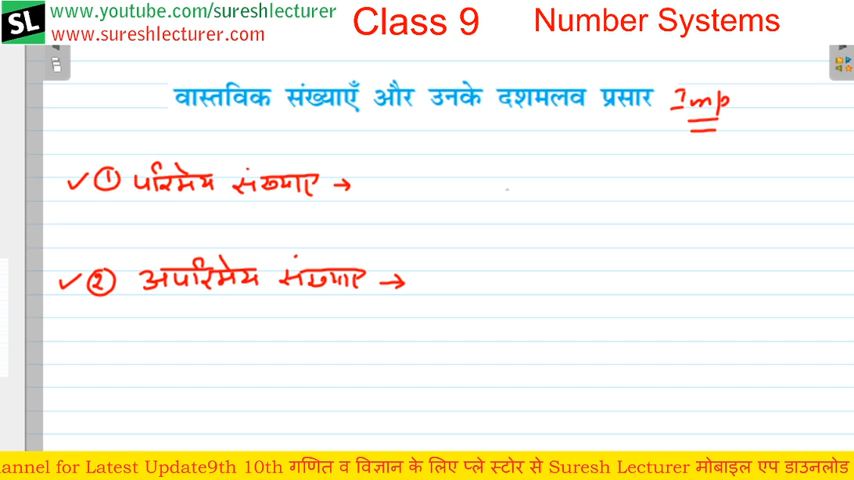 SL www.youtube.com/sureshlecturer
www.sureshlecturer.com
Class 9 Number Systems
वास्तविक संख्याएँ और उनके दशमलव प्रसार Imp
✓ ① परिमेय संख्याए →
✓ ② अपरिमेय संख्याए →
annel for Latest Update9th 10th गणित व विज्ञान के लिए प्ले स्टोर से Suresh Lecturer मोबाइल एप डाउनलोड